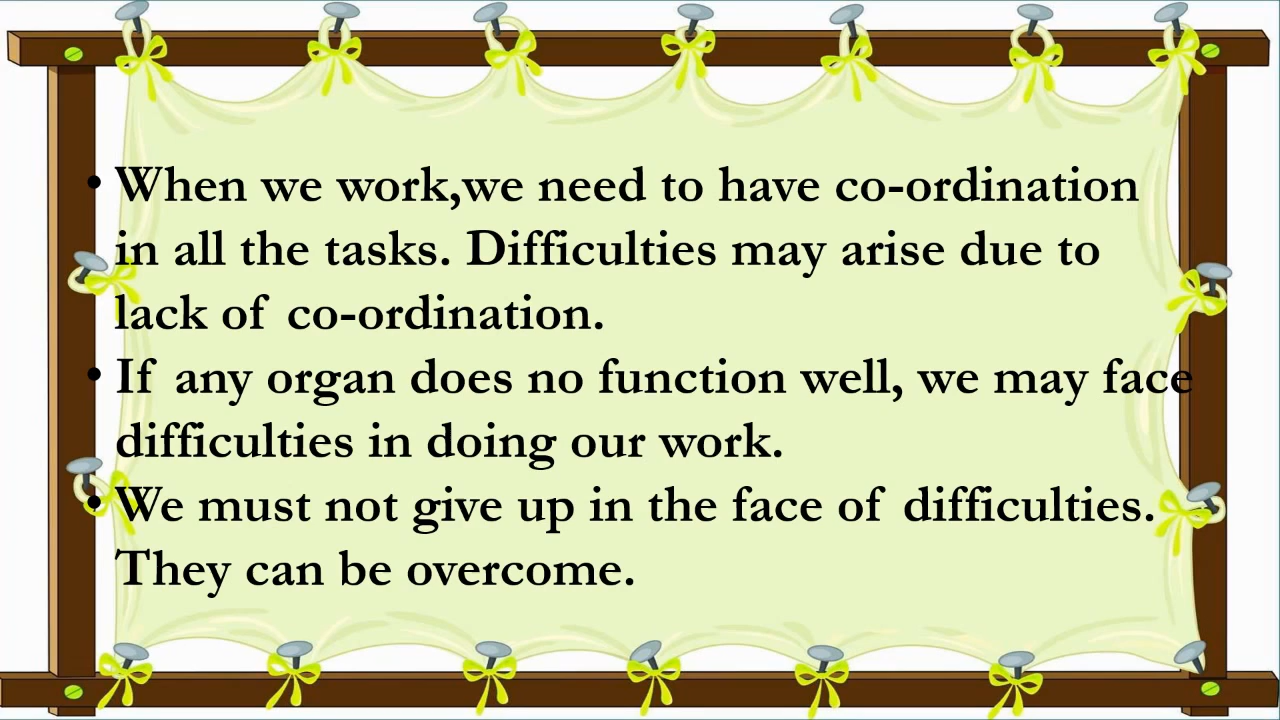 • When we work,we need to have co-ordination
in all the tasks. Difficulties may arise due to
lack of co-ordination.
• If any organ does no function well, we may face
difficulties in doing our work.
• We must not give up in the face of difficulties.
They can be overcome.